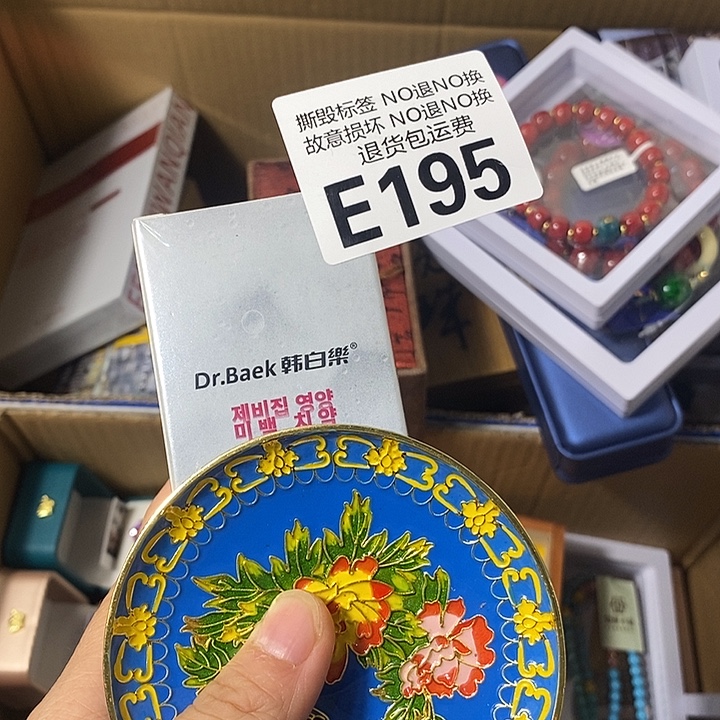 撕毁标签 NO退NO换
故意损坏 NO退NO换
退货包运费
E195
WANQIAN
Dr.Baek 韩白樂®
제비집 영양
미백 치약